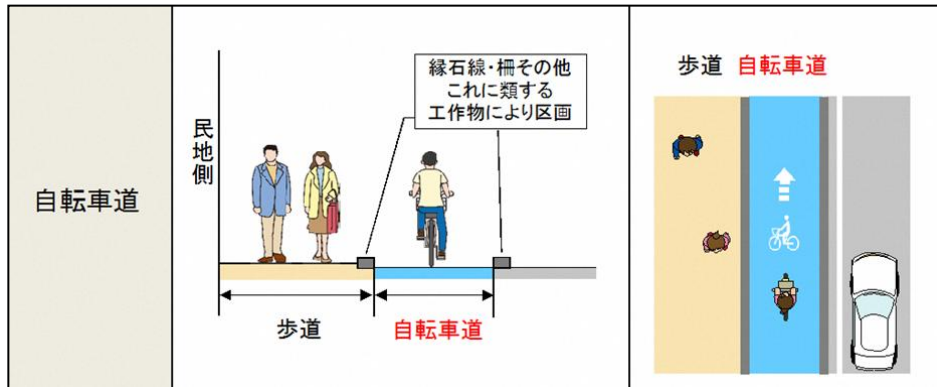 自転車道
民地側
縁石線・柵その他
これに類する
工作物により区画
歩道
自転車道
歩道 自転車道